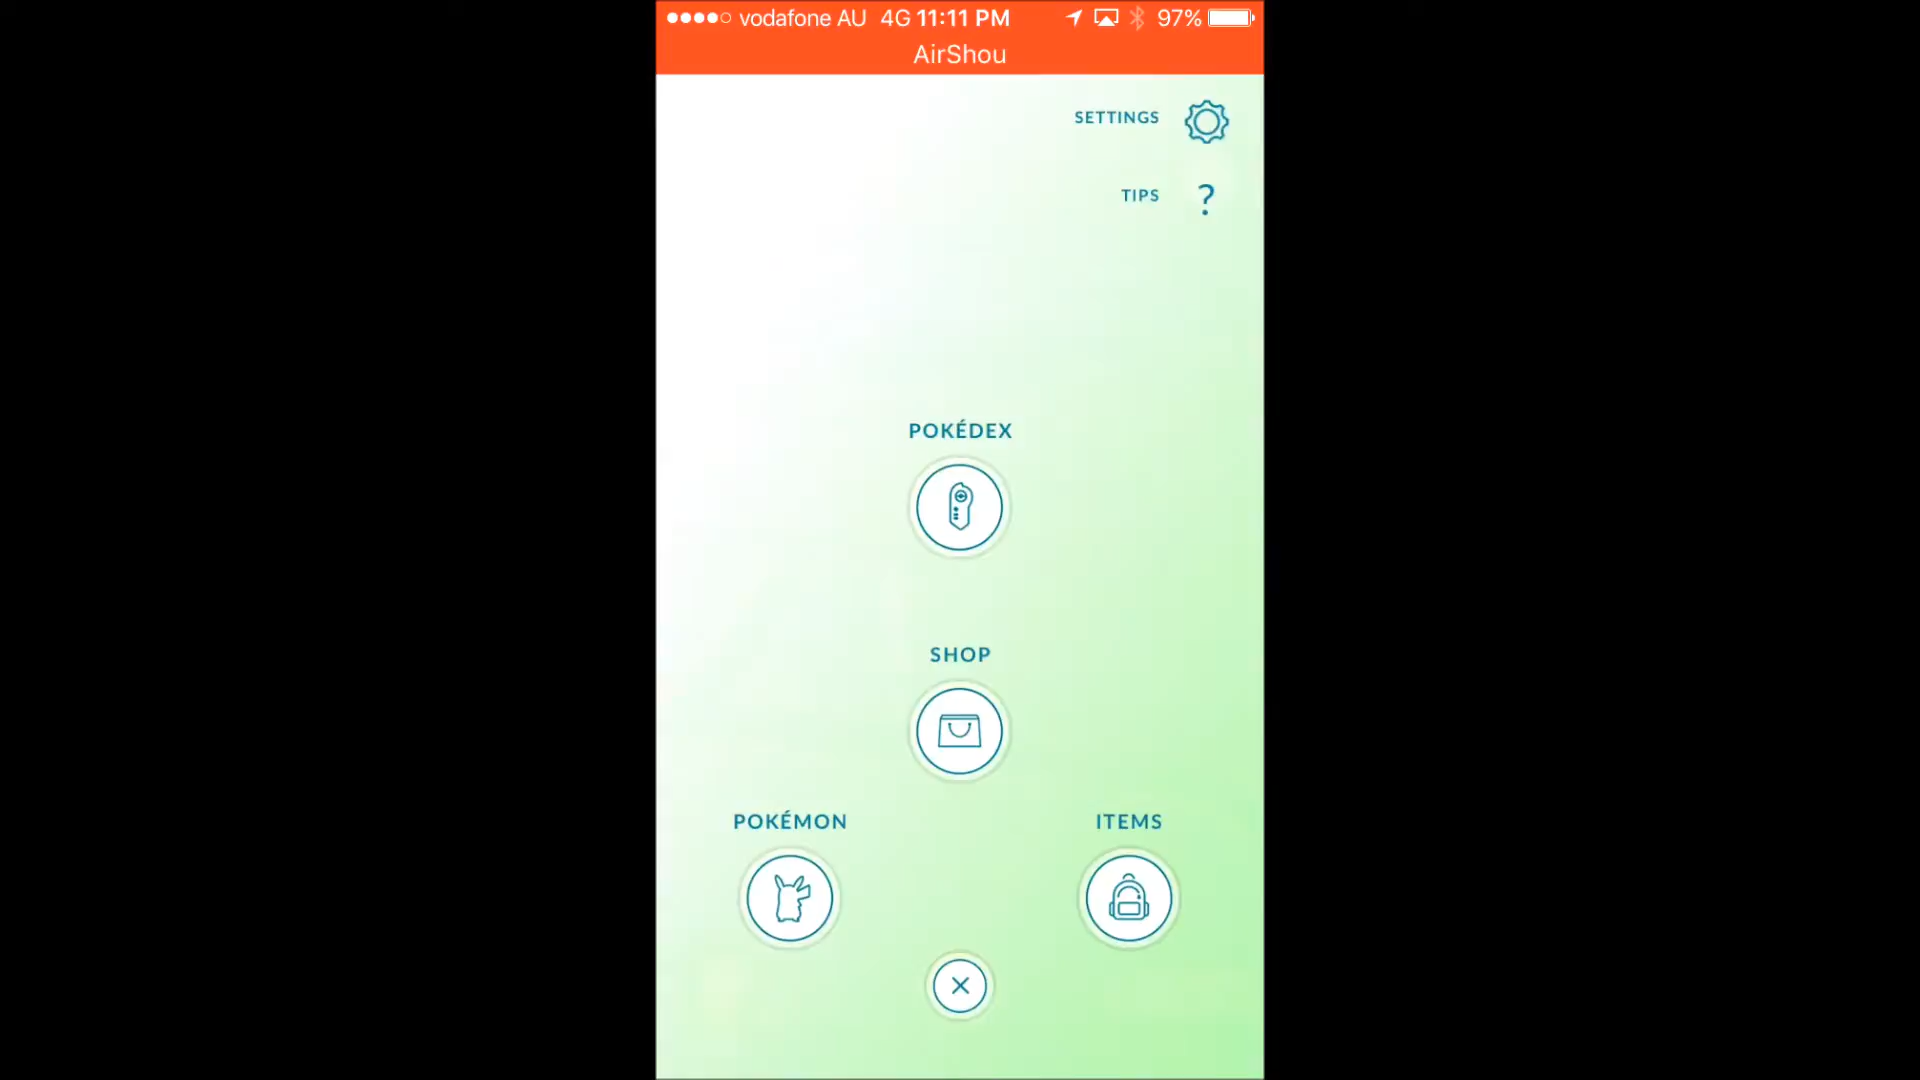 vodafone AU 4G 11:11 PM 97%
AirShou
SETTINGS
TIPS ?
POKÉDEX
SHOP
POKÉMON
ITEMS